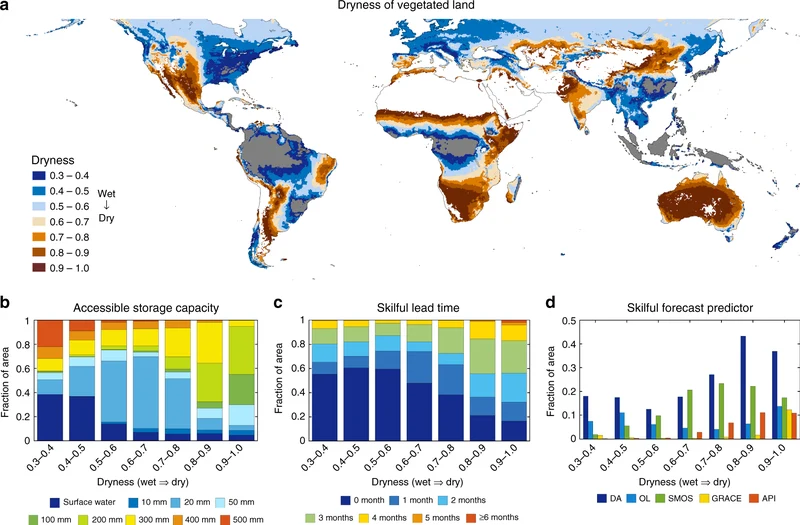 a
Dryness of vegetated land
Dryness
0.3 – 0.4
0.4 – 0.5
0.5 – 0.6
0.6 – 0.7
0.7 – 0.8
0.8 – 0.9
0.9 – 1.0
Wet
↓
Dry
b
Accessible storage capacity
Fraction of area
1
0.8
0.6
0.4
0.2
0
0.3–0.4
0.4–0.5
0.5–0.6
0.6–0.7
0.7–0.8
0.8–0.9
0.9–1.0
Dryness (wet ⇒ dry)
Surface water
10 mm
20 mm
50 mm
100 mm
200 mm
300 mm
400 mm
500 mm
c
Skilful lead time
Fraction of area
1
0.8
0.6
0.4
0.2
0
0.3–0.4
0.4–0.5
0.5–0.6
0.6–0.7
0.7–0.8
0.8–0.9
0.9–1.0
Dryness (wet ⇒ dry)
0 month
1 month
2 months
3 months
4 months
5 months
≥6 months
d
Skilful forecast predictor
Fraction of area
0.5
0.4
0.3
0.2
0.1
0
0.3–0.4
0.4–0.5
0.5–0.6
0.6–0.7
0.7–0.8
0.8–0.9
0.9–1.0
Dryness (wet ⇒ dry)
DA
OL
SMOS
GRACE
API